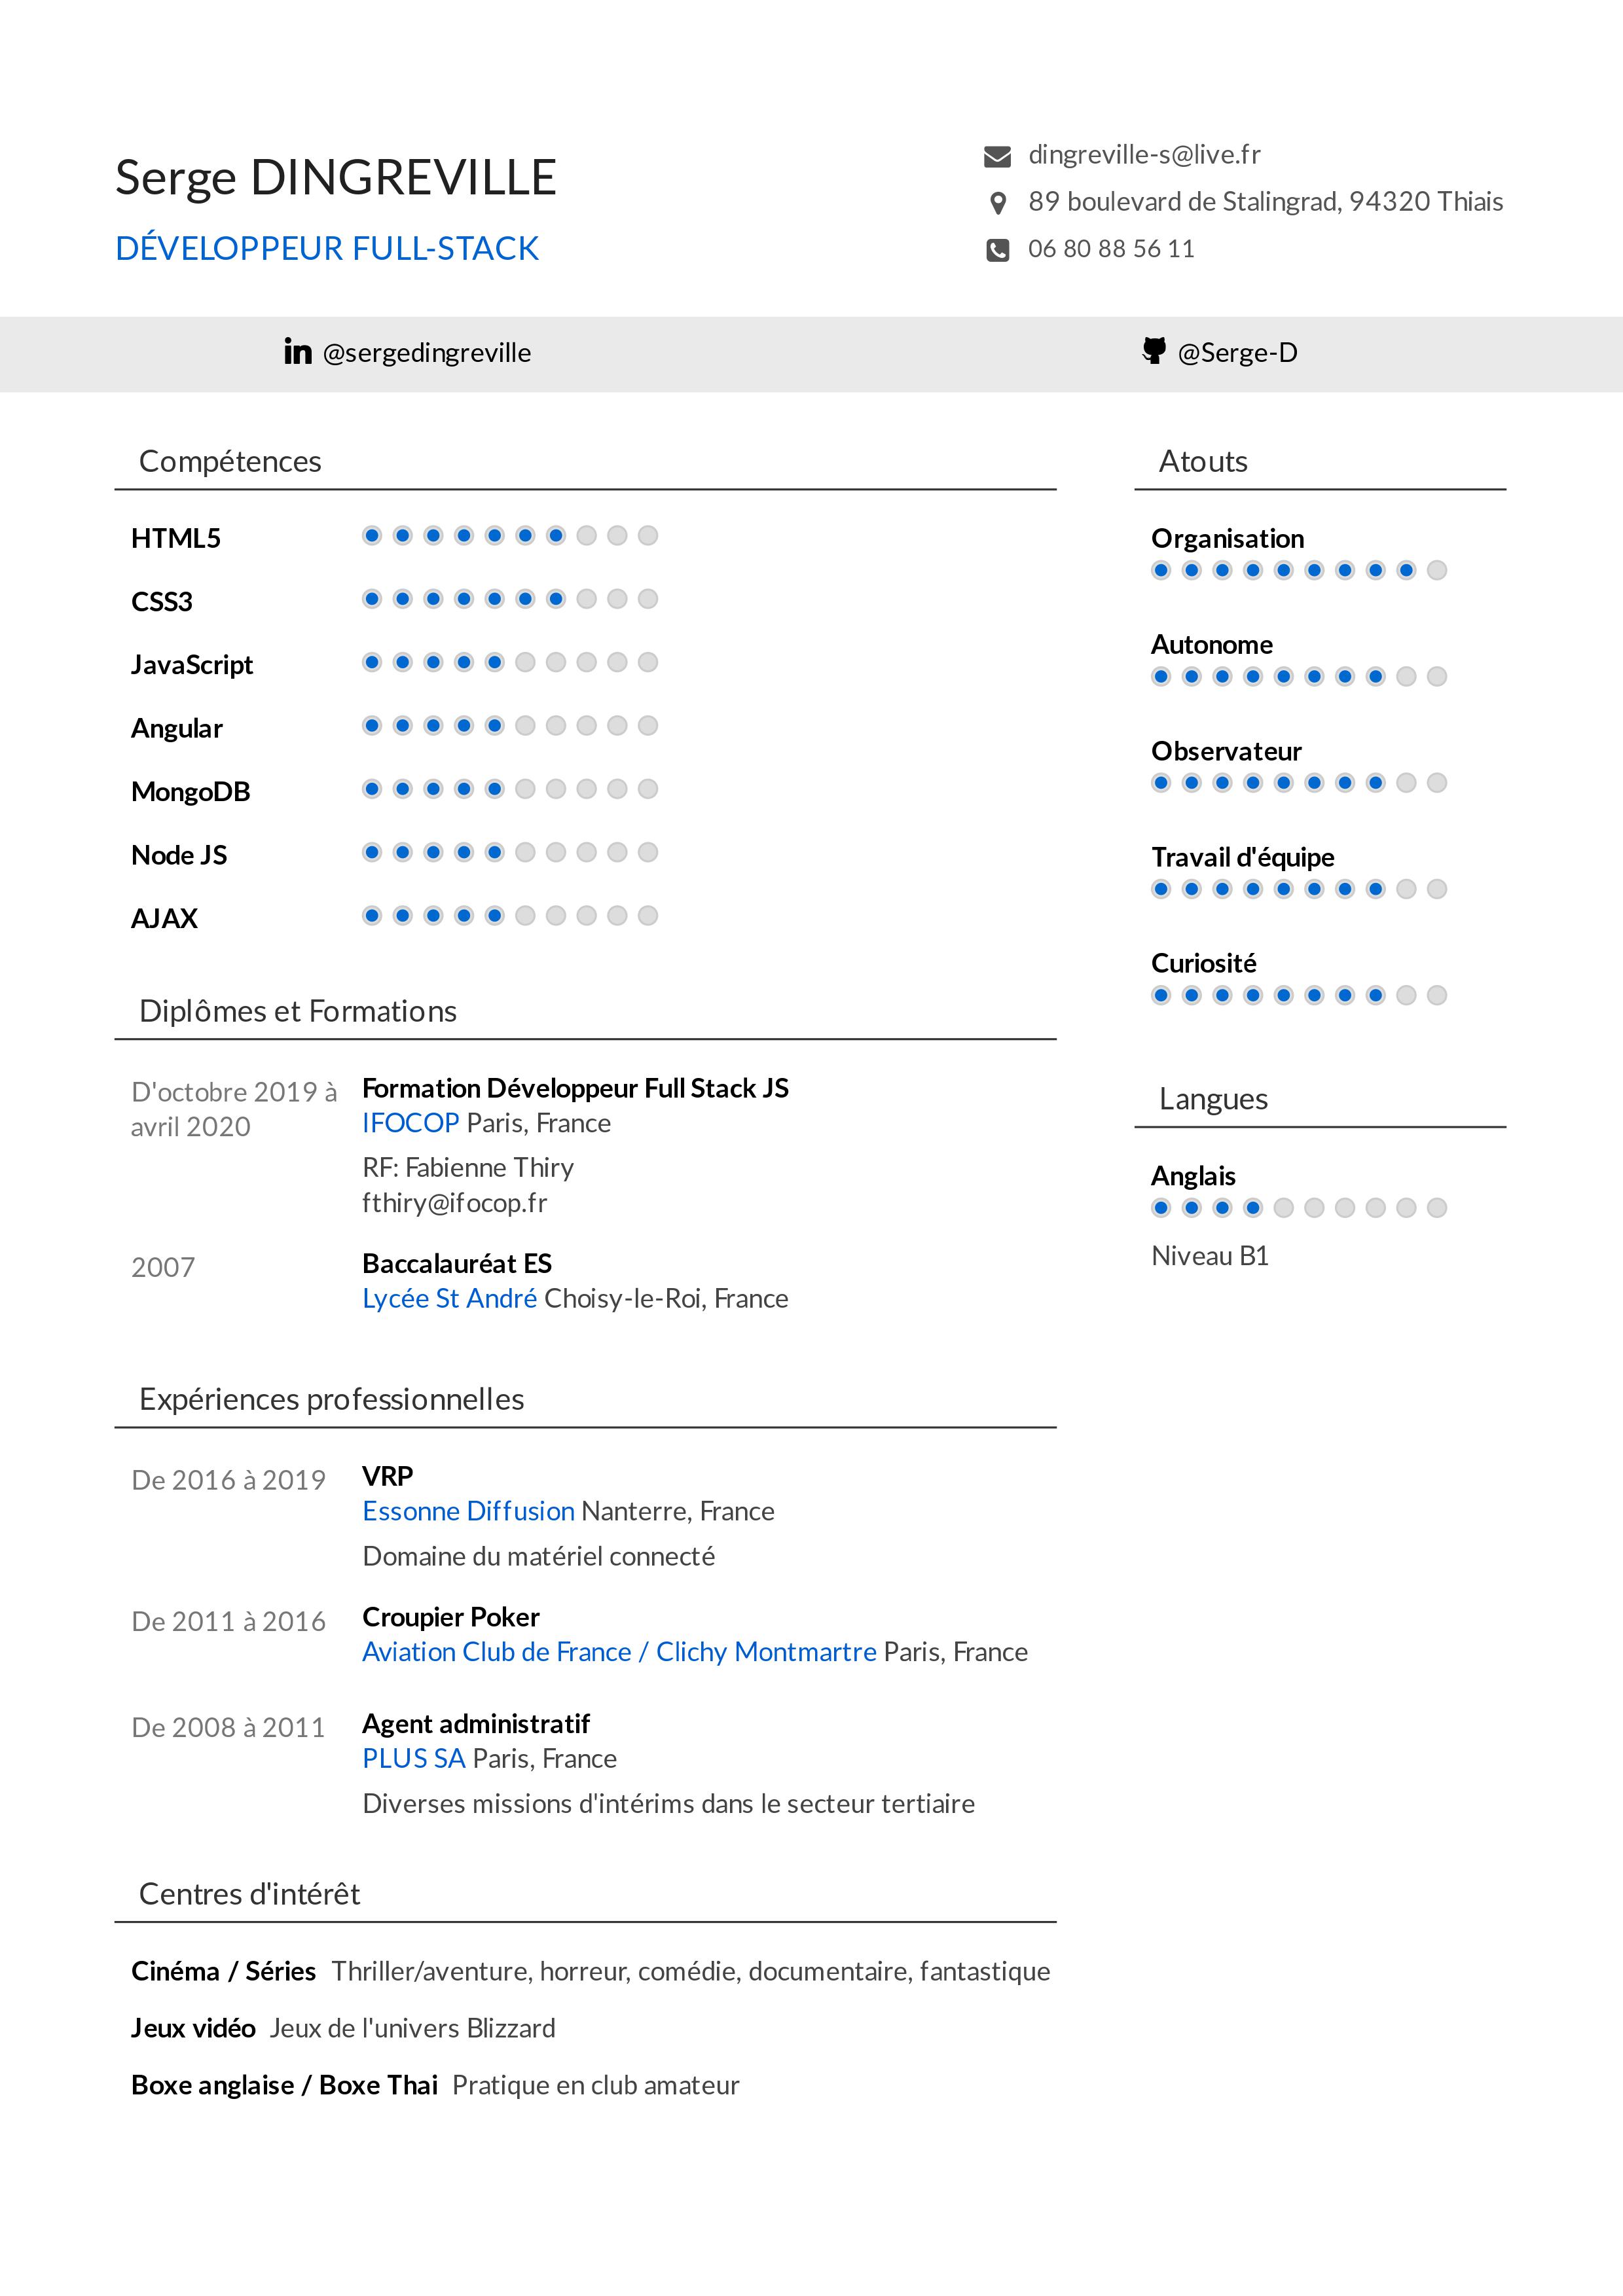 Serge DINGREVILLE
DÉVELOPPEUR FULL-STACK
dingreville-s@live.fr
89 boulevard de Stalingrad, 94320 Thiais
06 80 88 56 11
@sergedingreville
@Serge-D
Compétences
HTML5
CSS3
JavaScript
Angular
MongoDB
Node JS
AJAX
Diplômes et Formations
D'octobre 2019 à
avril 2020
Formation Développeur Full Stack JS
IFOCOP Paris, France
RF: Fabienne Thiry
fthiry@ifocop.fr
2007
Baccalauréat ES
Lycée St André Choisy-le-Roi, France
Expériences professionnelles
De 2016 à 2019
VRP
Essonne Diffusion Nanterre, France
Domaine du matériel connecté
De 2011 à 2016
Croupier Poker
Aviation Club de France / Clichy Montmartre Paris, France
De 2008 à 2011
Agent administratif
PLUS SA Paris, France
Diverses missions d'intérims dans le secteur tertiaire
Centres d'intérêt
Cinéma / Séries Thriller/aventure, horreur, comédie, documentaire, fantastique
Jeux vidéo Jeux de l'univers Blizzard
Boxe anglaise / Boxe Thai Pratique en club amateur
Atouts
Organisation
Autonome
Observateur
Travail d'équipe
Curiosité
Langues
Anglais
Niveau B1